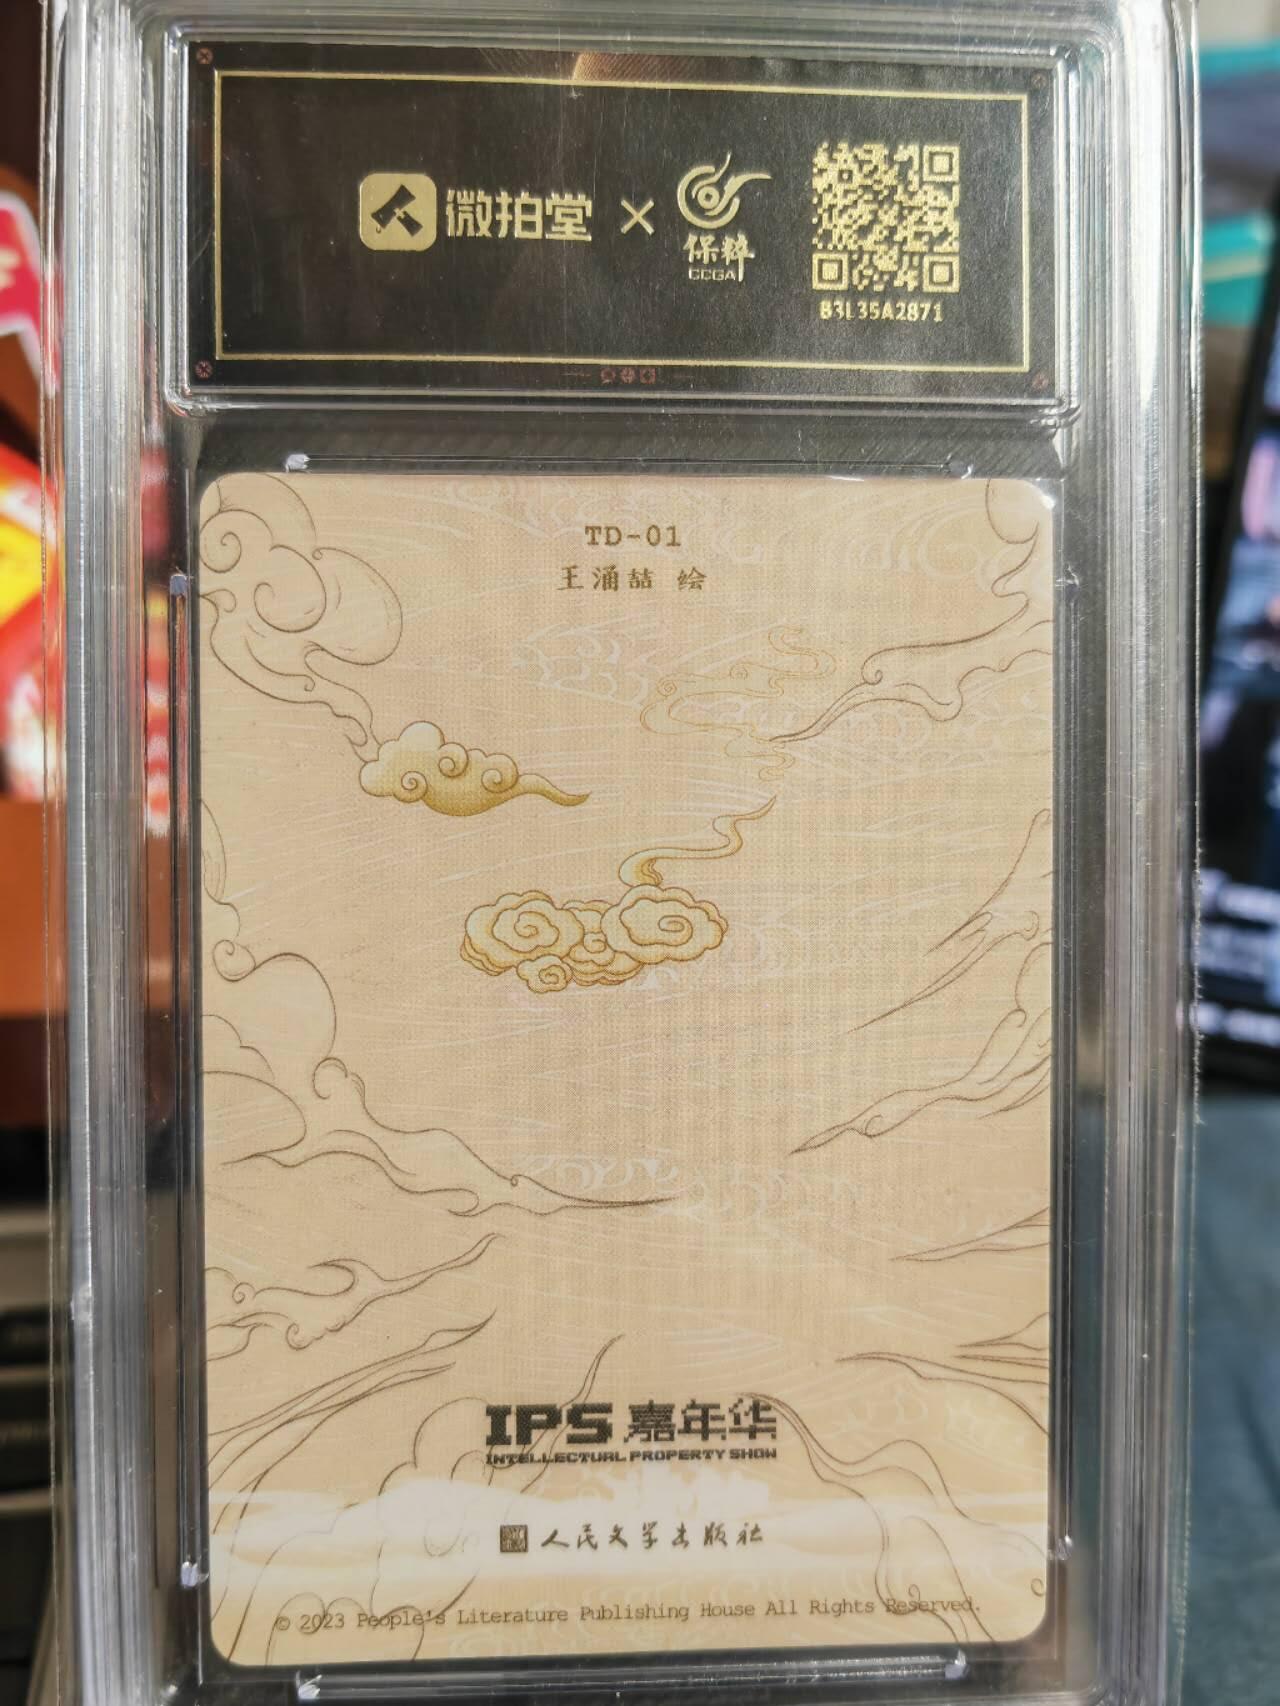 微拍堂 × 保粹
CCGA
B3L35A2871
TD-01
王涌喆 绘
IPS 嘉年华
INTELLECTUAL PROPERTY SHOW
人民文学出版社
© 2023 People's Literature Publishing House All Rights Reserved.